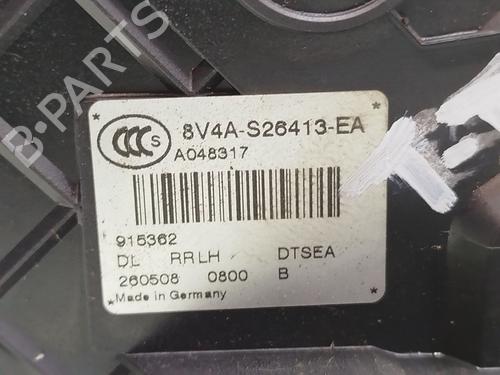 B-PARTS
CCC S 8V4A-S26413-EA
A048317
915362
DL RRLH DTSEA
260508 0800 B
Made in Germany